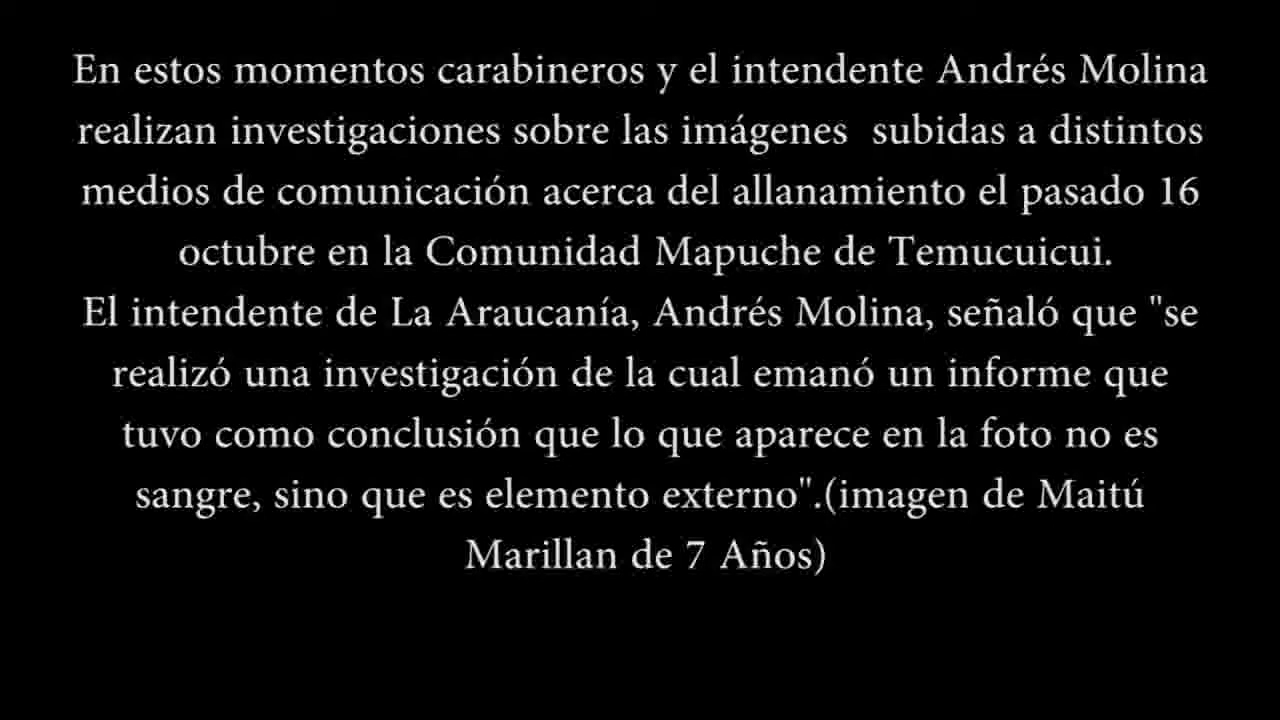 En estos momentos carabineros y el intendente Andrés Molina
realizan investigaciones sobre las imágenes  subidas a distintos
medios de comunicación acerca del allanamiento el pasado 16
octubre en la Comunidad Mapuche de Temucuicui.
El intendente de La Araucanía, Andrés Molina, señaló que "se
realizó una investigación de la cual emanó un informe que
tuvo como conclusión que lo que aparece en la foto no es
sangre, sino que es elemento externo".(imagen de Maitú
Marillan de 7 Años)